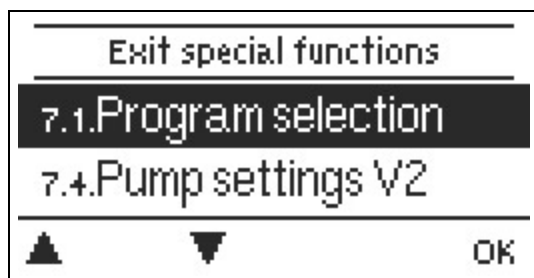 Exit special functions
7.1.Program selection
7.4.Pump settings V2
▲ ▼ OK